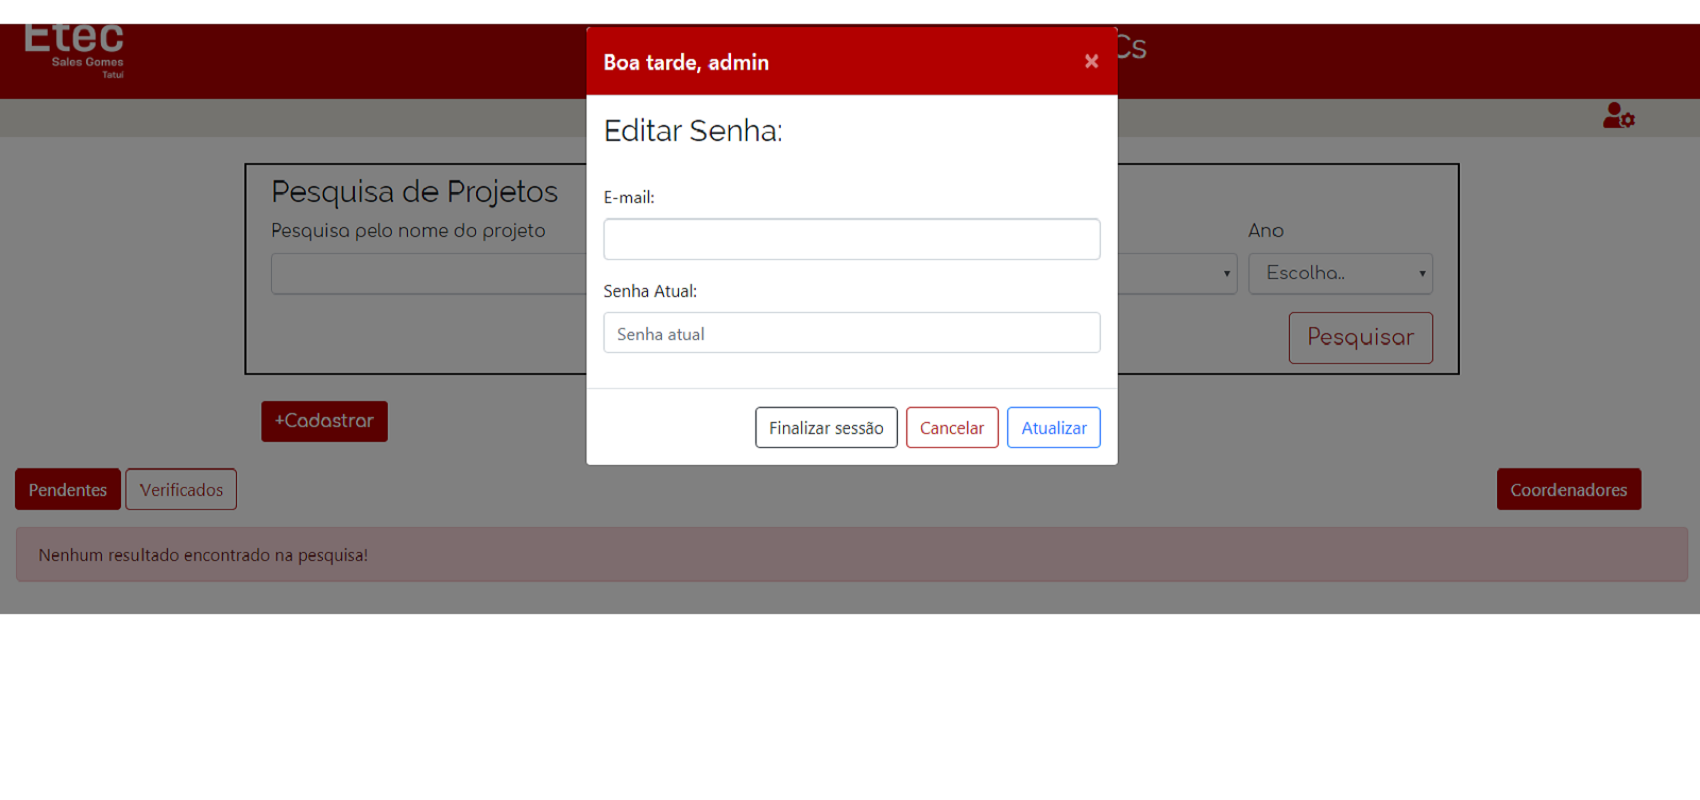 Etec
Sales Gomes
Tatuí
Cs
Boa tarde, admin
×
Editar Senha:
E-mail:
Senha Atual:
Senha atual
Finalizar sessão
Cancelar
Atualizar
Pesquisa de Projetos
Pesquisa pelo nome do projeto
Ano
Escolha..
Pesquisar
+Cadastrar
Pendentes
Verificados
Coordenadores
Nenhum resultado encontrado na pesquisa!